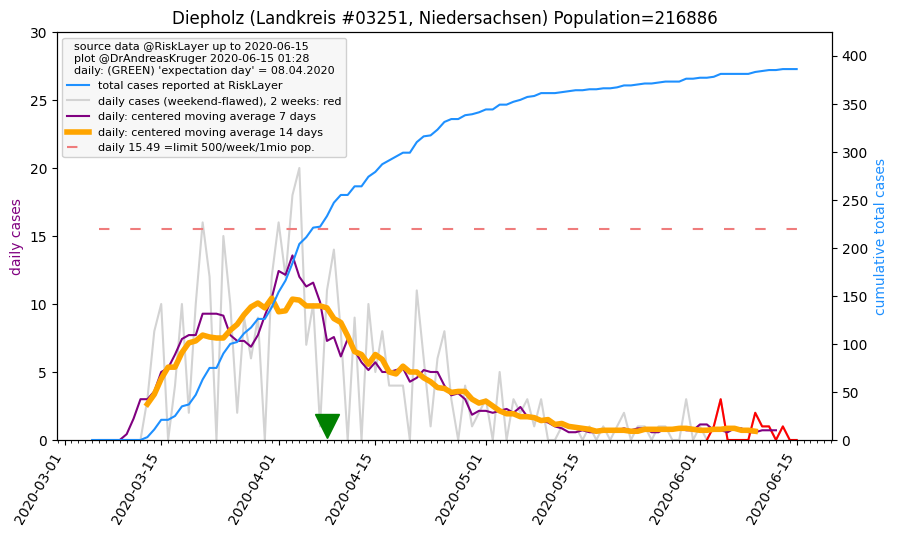 Diepholz (Landkreis #03251, Niedersachsen) Population=216886
source data @RiskLayer up to 2020-06-15
plot @DrAndreasKruger 2020-06-15 01:28
daily: (GREEN) 'expectation day' = 08.04.2020
total cases reported at RiskLayer
daily cases (weekend-flawed), 2 weeks: red
daily: centered moving average 7 days
daily: centered moving average 14 days
daily 15.49 =limit 500/week/1mio pop.
daily cases
30
25
20
15
10
5
0
cumulative total cases
400
350
300
250
200
150
100
50
0
2020-03-01
2020-03-15
2020-04-01
2020-04-15
2020-05-01
2020-05-15
2020-06-01
2020-06-15